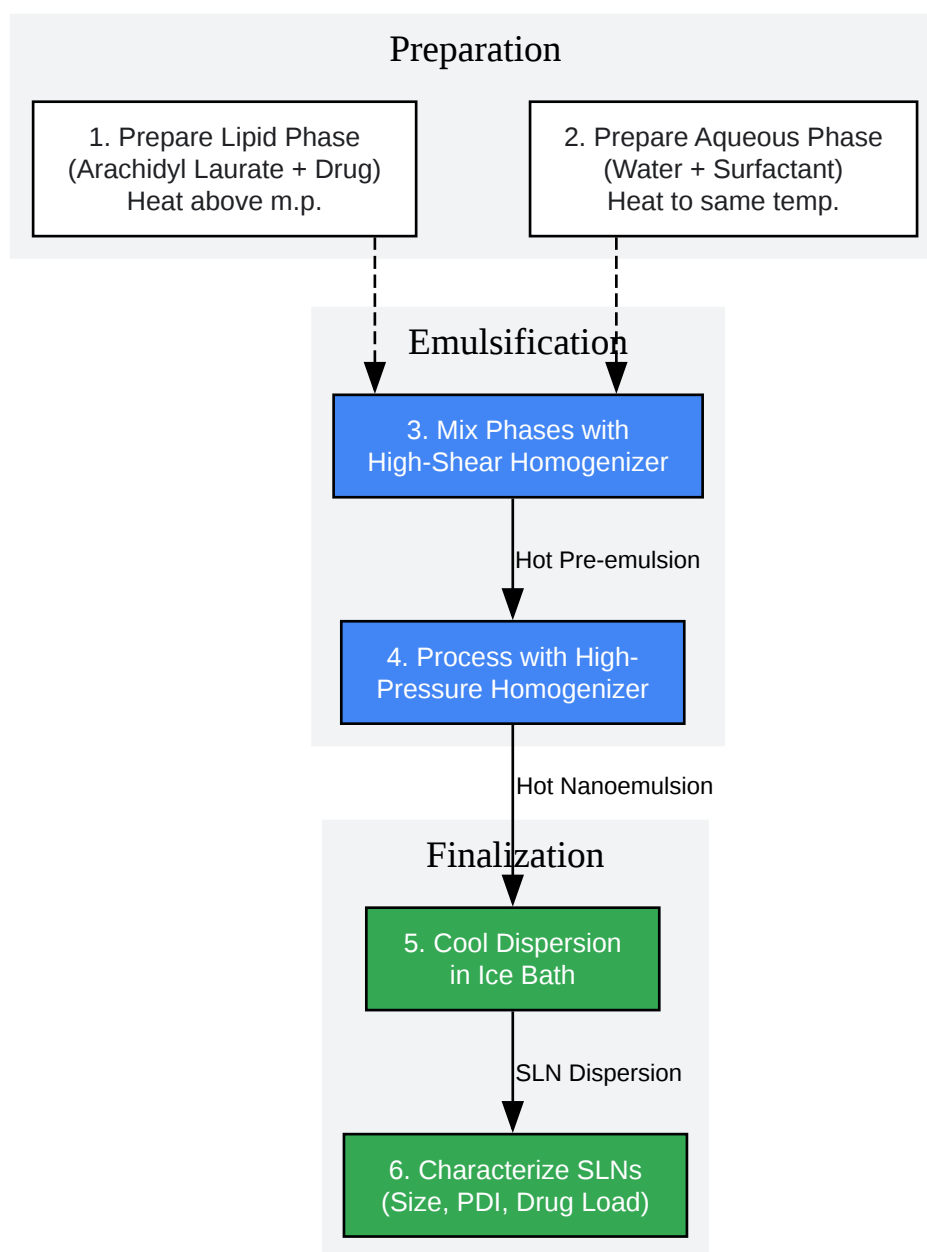 Preparation
1. Prepare Lipid Phase
(Arachidyl Laurate + Drug)
Heat above m.p.
2. Prepare Aqueous Phase
(Water + Surfactant)
Heat to same temp.
Emulsification
3. Mix Phases with
High-Shear Homogenizer
Hot Pre-emulsion
4. Process with High-
Pressure Homogenizer
Hot Nanoemulsion
Finalization
5. Cool Dispersion
in Ice Bath
SLN Dispersion
6. Characterize SLNs
(Size, PDI, Drug Load)